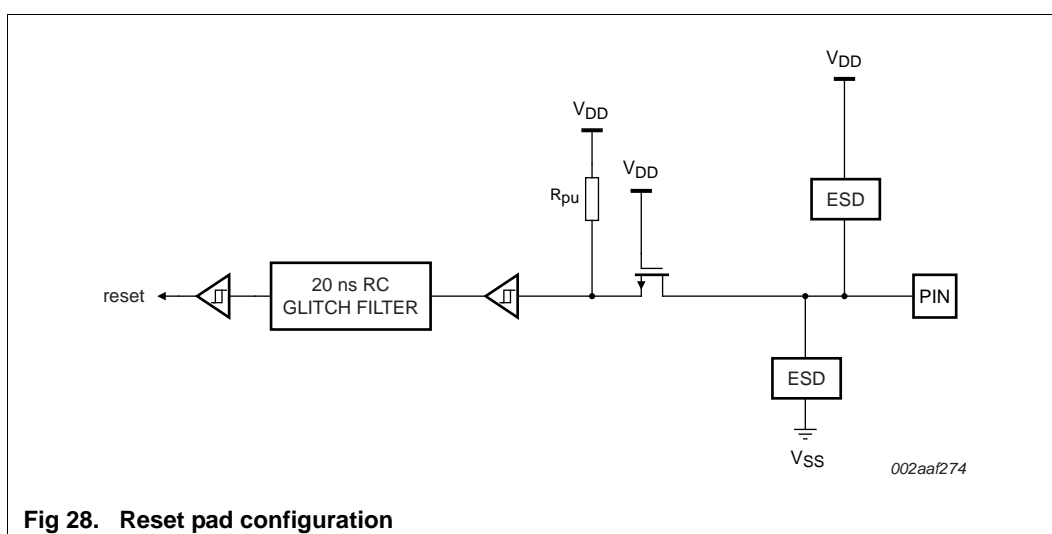 VDD
VDD
VDD
Rpu
ESD
reset
20 ns RC
GLITCH FILTER
PIN
ESD
VSS
002aaf274
Fig 28. Reset pad configuration